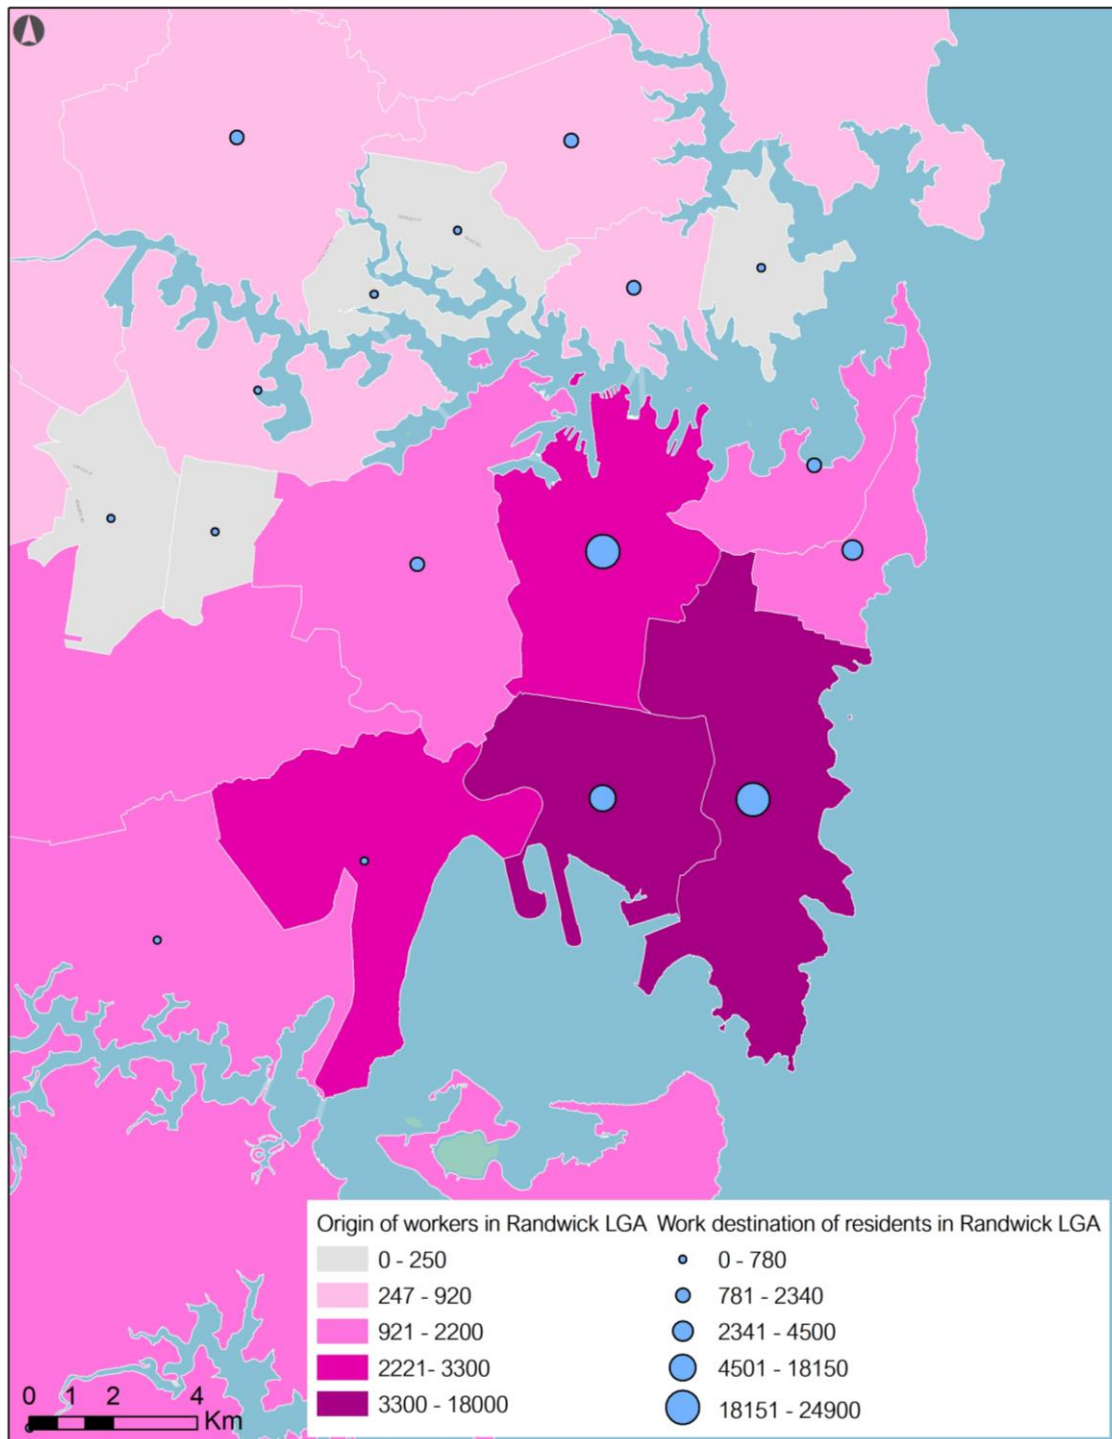 Origin of workers in Randwick LGA Work destination of residents in Randwick LGA
0 - 250 0 - 780
247 - 920 781 - 2340
921 - 2200 2341 - 4500
2221- 3300 4501 - 18150
3300 - 18000 18151 - 24900
0 1 2 4
Km